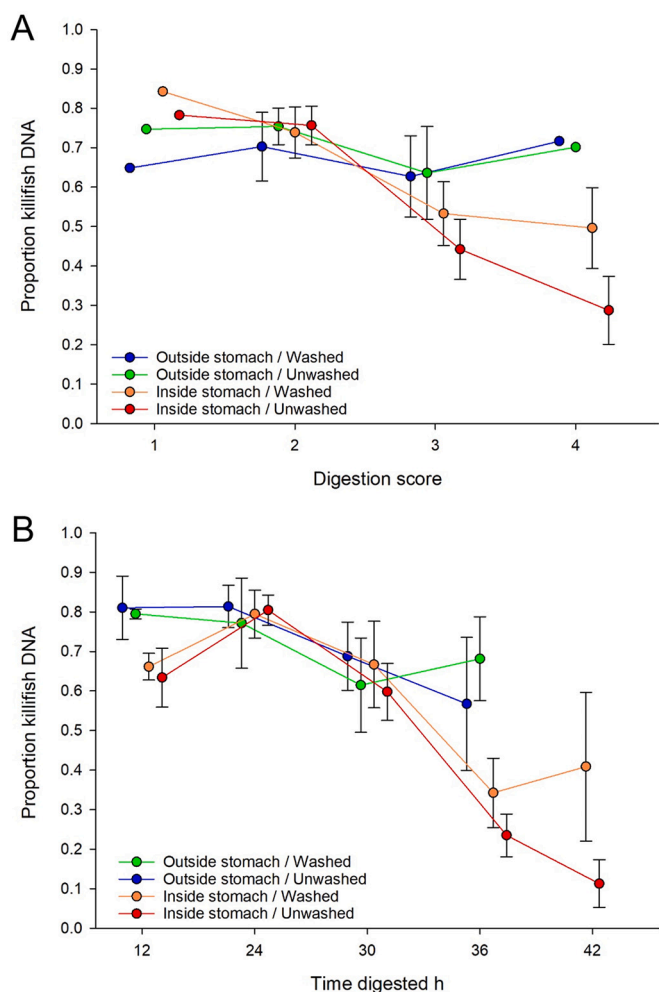 A
1.0
0.9
0.8
0.7
0.6
0.5
0.4
0.3
0.2
0.1
0.0
Proportion killifish DNA
Outside stomach / Washed
Outside stomach / Unwashed
Inside stomach / Washed
Inside stomach / Unwashed
1 2 3 4
Digestion score
B
1.0
0.9
0.8
0.7
0.6
0.5
0.4
0.3
0.2
0.1
0.0
Proportion killifish DNA
Outside stomach / Washed
Outside stomach / Unwashed
Inside stomach / Washed
Inside stomach / Unwashed
12 24 30 36 42
Time digested h